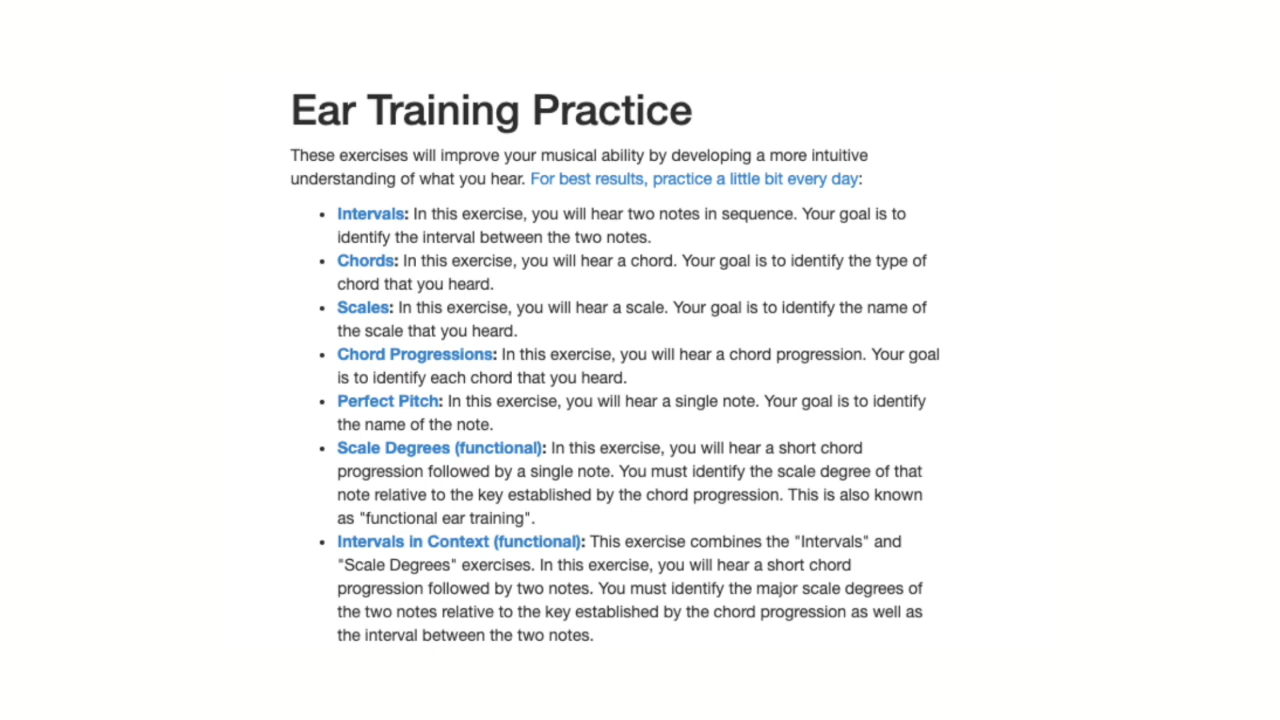 Ear Training Practice
These exercises will improve your musical ability by developing a more intuitive
understanding of what you hear. For best results, practice a little bit every day:
• Intervals: In this exercise, you will hear two notes in sequence. Your goal is to
identify the interval between the two notes.
• Chords: In this exercise, you will hear a chord. Your goal is to identify the type of
chord that you heard.
• Scales: In this exercise, you will hear a scale. Your goal is to identify the name of
the scale that you heard.
• Chord Progressions: In this exercise, you will hear a chord progression. Your goal
is to identify each chord that you heard.
• Perfect Pitch: In this exercise, you will hear a single note. Your goal is to identify
the name of the note.
• Scale Degrees (functional): In this exercise, you will hear a short chord
progression followed by a single note. You must identify the scale degree of that
note relative to the key established by the chord progression. This is also known
as "functional ear training".
• Intervals in Context (functional): This exercise combines the "Intervals" and
"Scale Degrees" exercises. In this exercise, you will hear a short chord
progression followed by two notes. You must identify the major scale degrees of
the two notes relative to the key established by the chord progression as well as
the interval between the two notes.